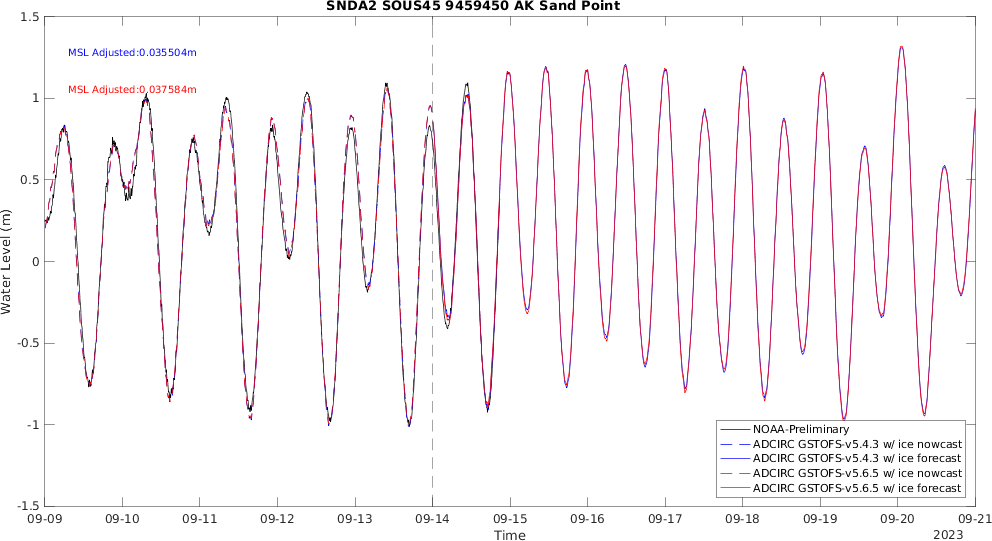 SNDA2 SOUS45 9459450 AK Sand Point
1.5
MSL Adjusted:0.035504m
MSL Adjusted:0.037584m
1
0.5
0
-0.5
-1
-1.5
Water Level (m)
NOAA-Preliminary
ADCIRC GSTOFS-v5.4.3 w/ ice nowcast
ADCIRC GSTOFS-v5.4.3 w/ ice forecast
ADCIRC GSTOFS-v5.6.5 w/ ice nowcast
ADCIRC GSTOFS-v5.6.5 w/ ice forecast
09-09 09-10 09-11 09-12 09-13 09-14 09-15 09-16 09-17 09-18 09-19 09-20 09-21
Time
2023